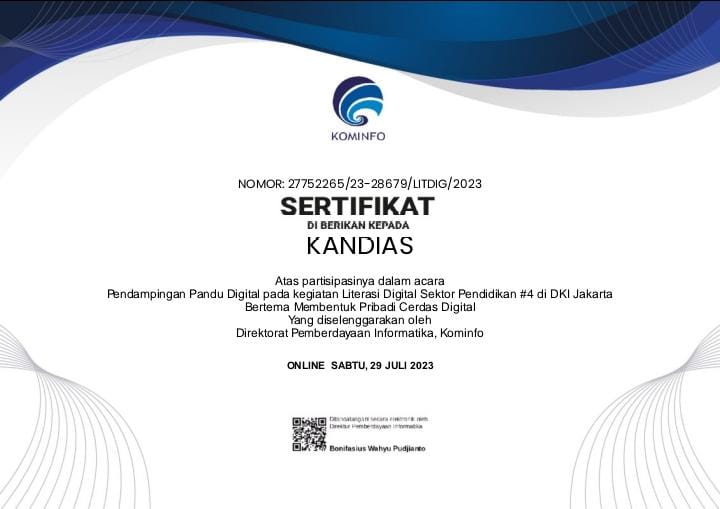 KOMINFO
NOMOR: 27752265/23-28679/LITDIG/2023
SERTIFIKAT
DI BERIKAN KEPADA
KANDIAS
Atas partisipasinya dalam acara
Pendampingan Pandu Digital pada kegiatan Literasi Digital Sektor Pendidikan #4 di DKI Jakarta
Bertema Membentuk Pribadi Cerdas Digital
Yang diselenggarakan oleh
Direktorat Pemberdayaan Informatika, Kominfo
ONLINE SABTU, 29 JULI 2023
Ditandatangani secara elektronik oleh
Direktur Pemberdayaan Informatika
Bonifasius Wahyu Pudjianto